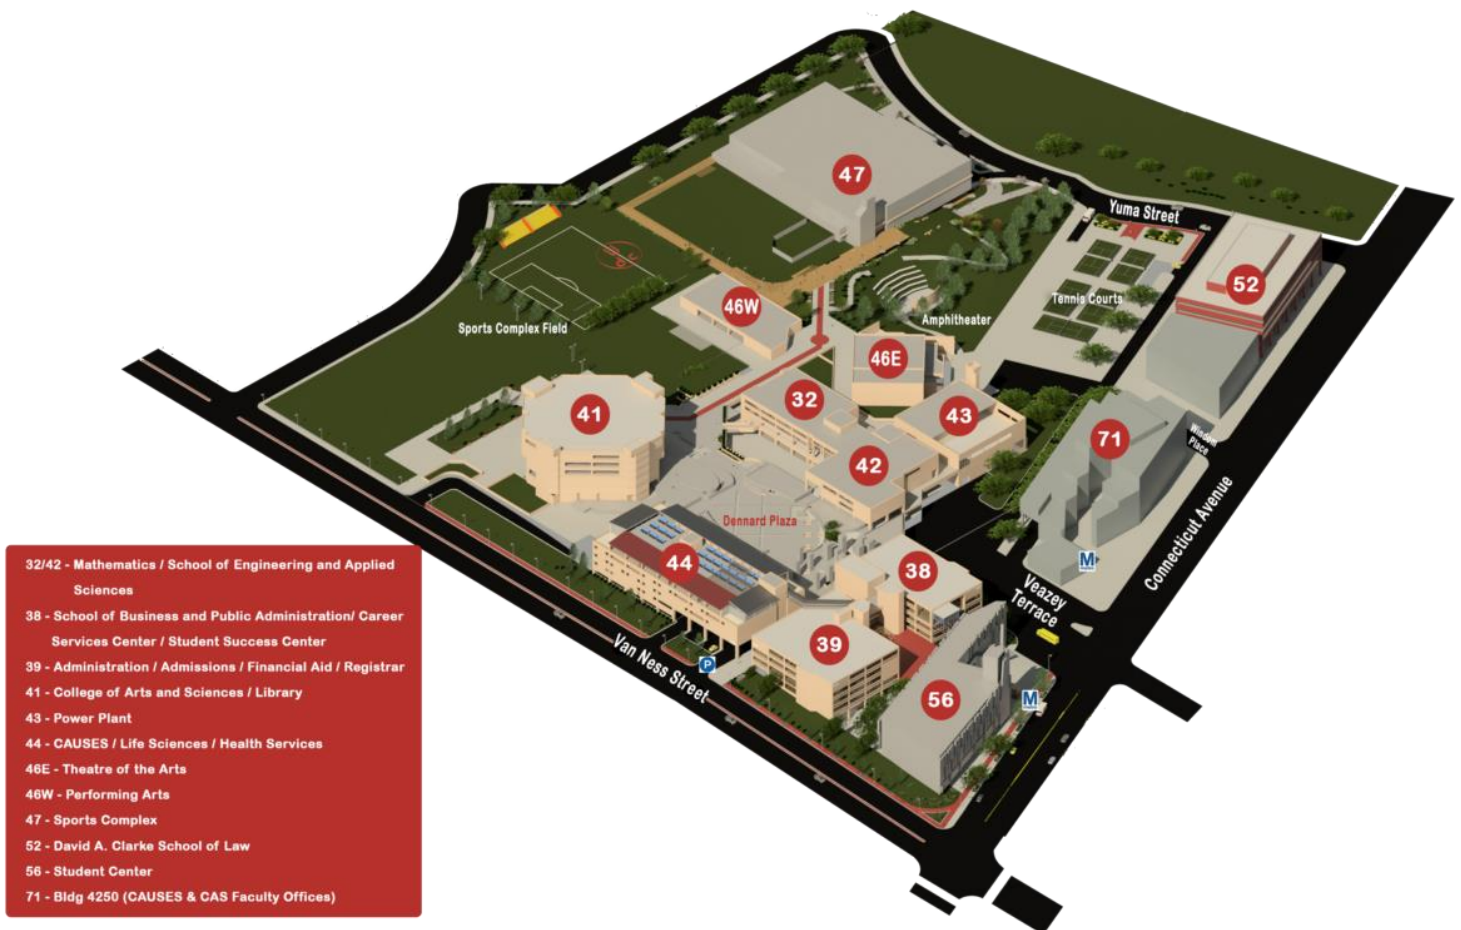 47
Yuma Street
52
46W
Tennis Courts
Sports Complex Field
Amphitheater
46E
32
41
43
71
Windom
Place
42
Connecticut Avenue
Dennard Plaza
44
38
M
Veazey
Terrace
39
P
Van Ness Street
56
M
32/42 - Mathematics / School of Engineering and Applied
Sciences
38 - School of Business and Public Administration/ Career
Services Center / Student Success Center
39 - Administration / Admissions / Financial Aid / Registrar
41 - College of Arts and Sciences / Library
43 - Power Plant
44 - CAUSES / Life Sciences / Health Services
46E - Theatre of the Arts
46W - Performing Arts
47 - Sports Complex
52 - David A. Clarke School of Law
56 - Student Center
71 - Bldg 4250 (CAUSES & CAS Faculty Offices)